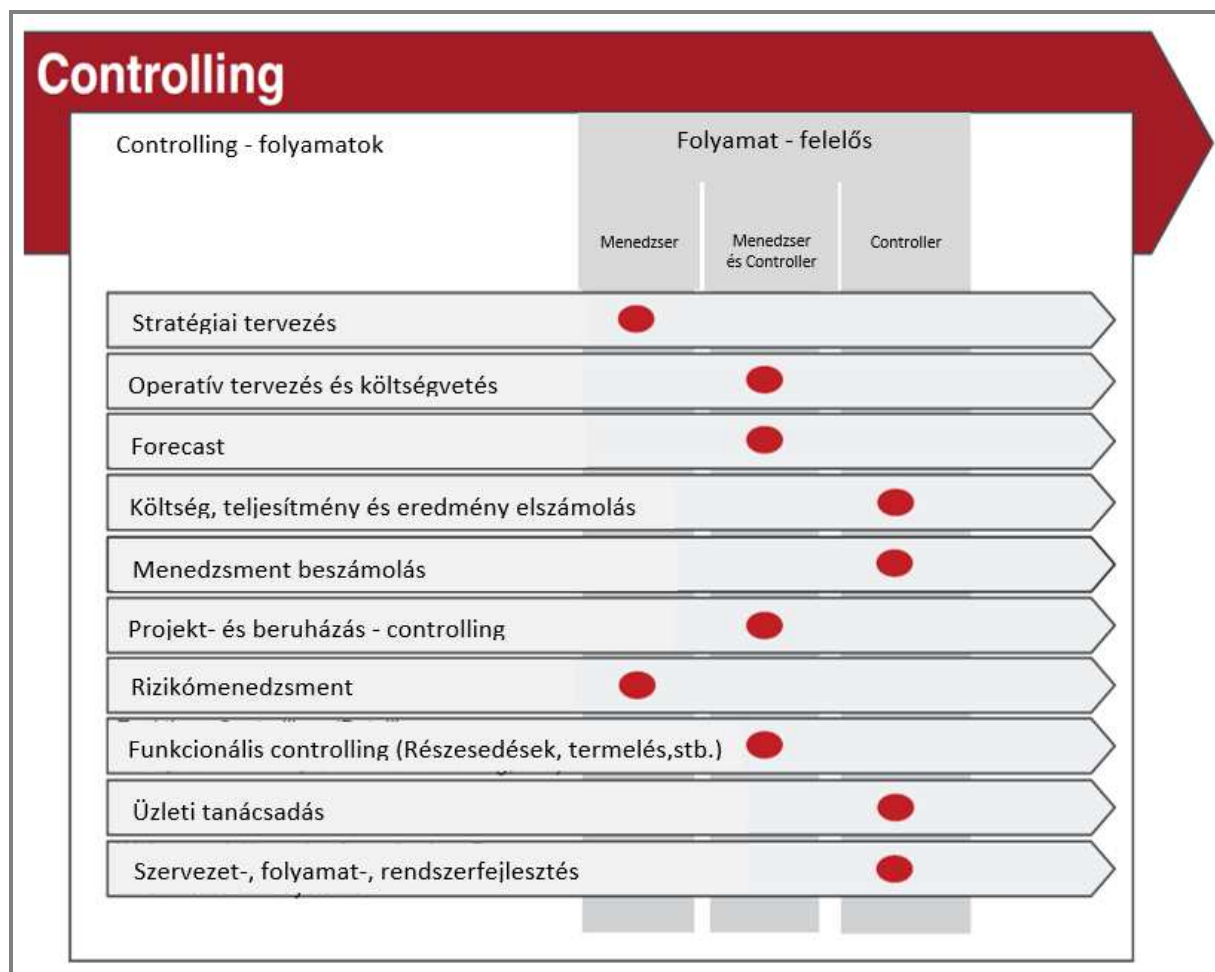 Controlling
Controlling - folyamatok
Folyamat - felelős
Menedzser
Menedzser
és Controller
Controller
Stratégiai tervezés
Operatív tervezés és költségvetés
Forecast
Költség, teljesítmény és eredmény elszámolás
Menedzsment beszámolás
Projekt- és beruházás - controlling
Rizikómenedzsment
Funkcionális controlling (Részesedések, termelés,stb.)
Üzleti tanácsadás
Szervezet-, folyamat-, rendszerfejlesztés